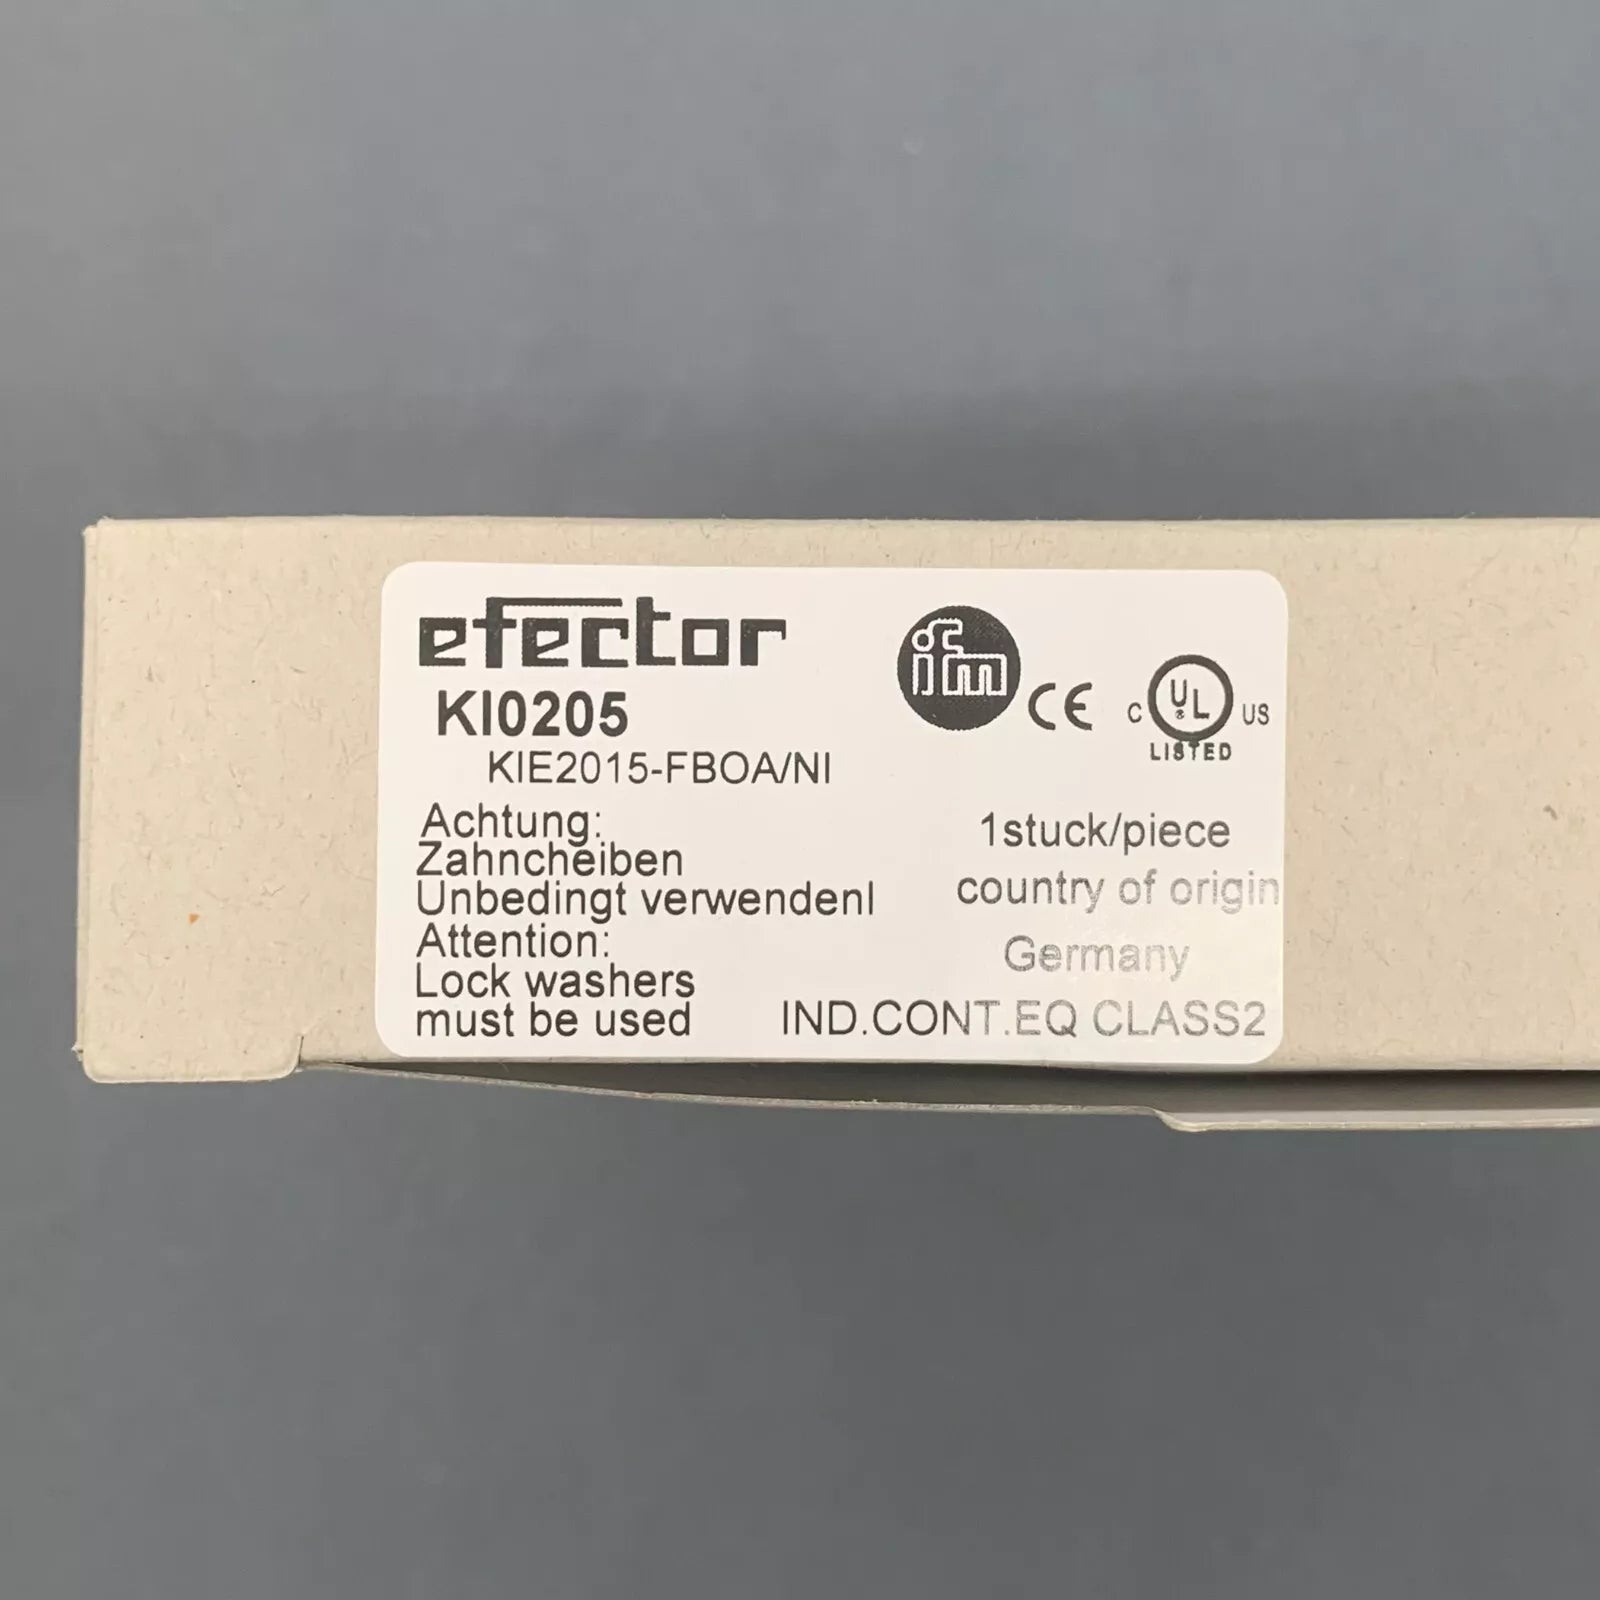 efector
ifm
CE
C UL US
LISTED
KI0205
KIE2015-FBOA/NI
Achtung:
Zahncheiben
Unbedingt verwendenl
Attention:
Lock washers
must be used
1stuck/piece
country of origin
Germany
IND.CONT.EQ CLASS2